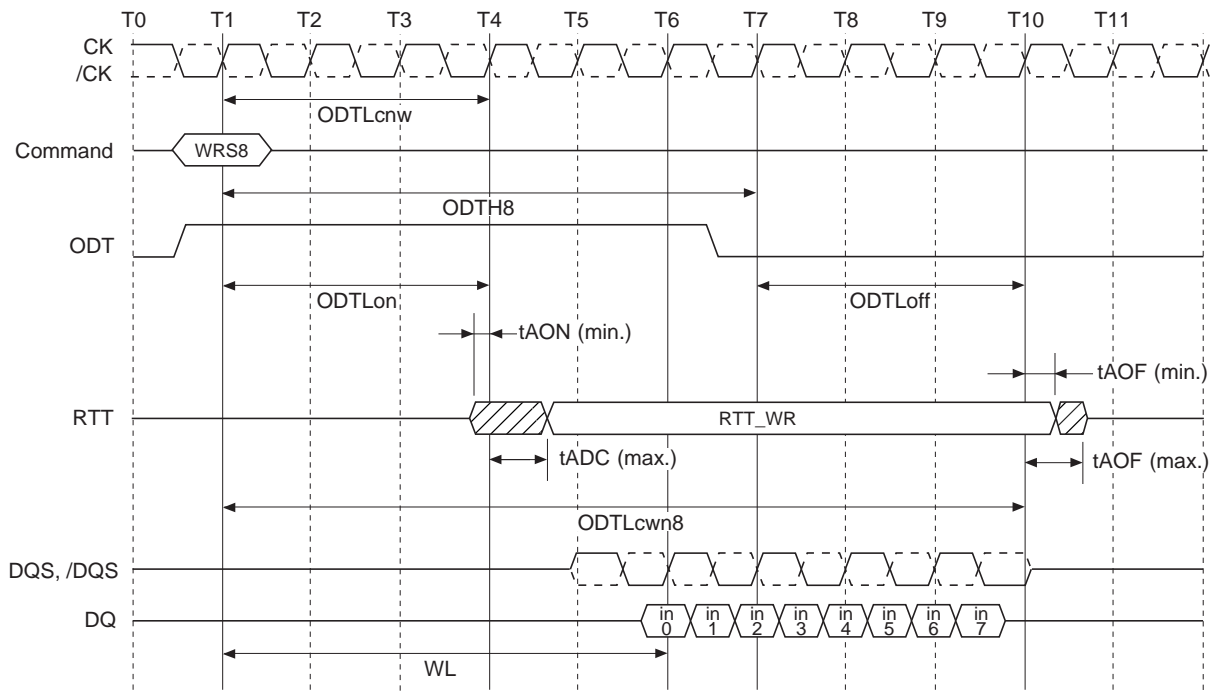 T0 T1 T2 T3 T4 T5 T6 T7 T8 T9 T10 T11
CK
/CK
ODTLcnw
Command
WRS8
ODTH8
ODT
ODTLon
ODTLoff
tAON (min.)
tAOF (min.)
RTT
RTT_WR
tADC (max.)
tAOF (max.)
ODTLcwn8
DQS, /DQS
DQ
in 0 in 1 in 2 in 3 in 4 in 5 in 6 in 7
WL